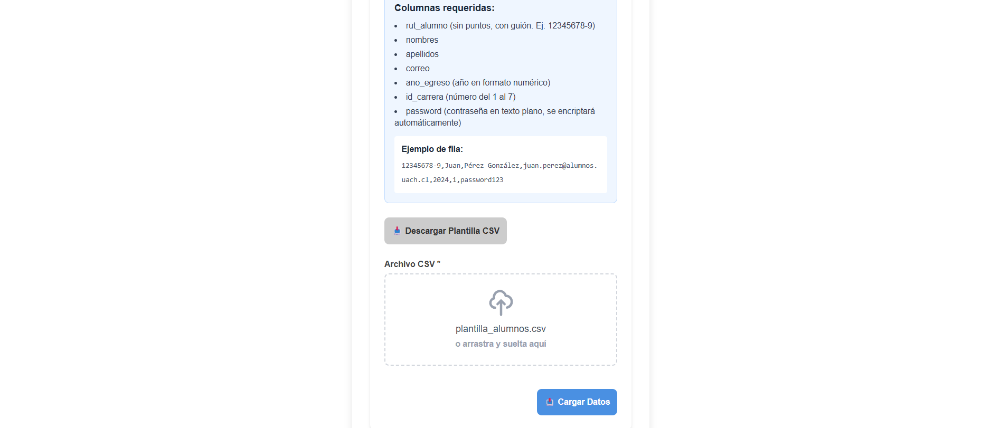 Columnas requeridas:
rut_alumno (sin puntos, con guión. Ej: 12345678-9)
nombres
apellidos
correo
ano_egreso (año en formato numérico)
id_carrera (número del 1 al 7)
password (contraseña en texto plano, se encriptará
automáticamente)
Ejemplo de fila:
12345678-9,Juan,Pérez González,juan.perez@alumnos.
uach.cl,2024,1,password123
Descargar Plantilla CSV
Archivo CSV *
plantilla_alumnos.csv
o arrastra y suelta aquí
Cargar Datos